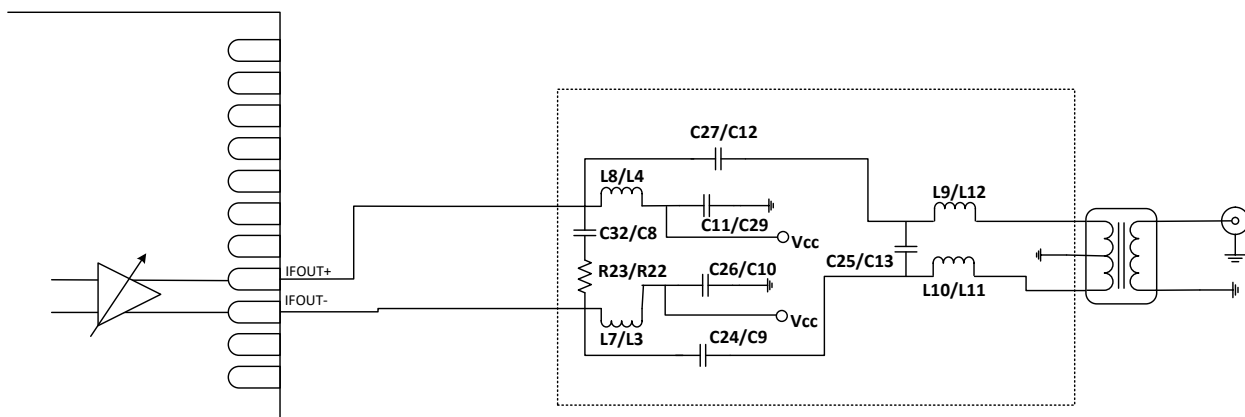 C27/C12
L8/L4
L9/L12
C11/C29
C32/C8
Vcc
C25/C13
R23/R22
C26/C10
IFOUT+
L10/L11
IFOUT-
Vcc
L7/L3
C24/C9